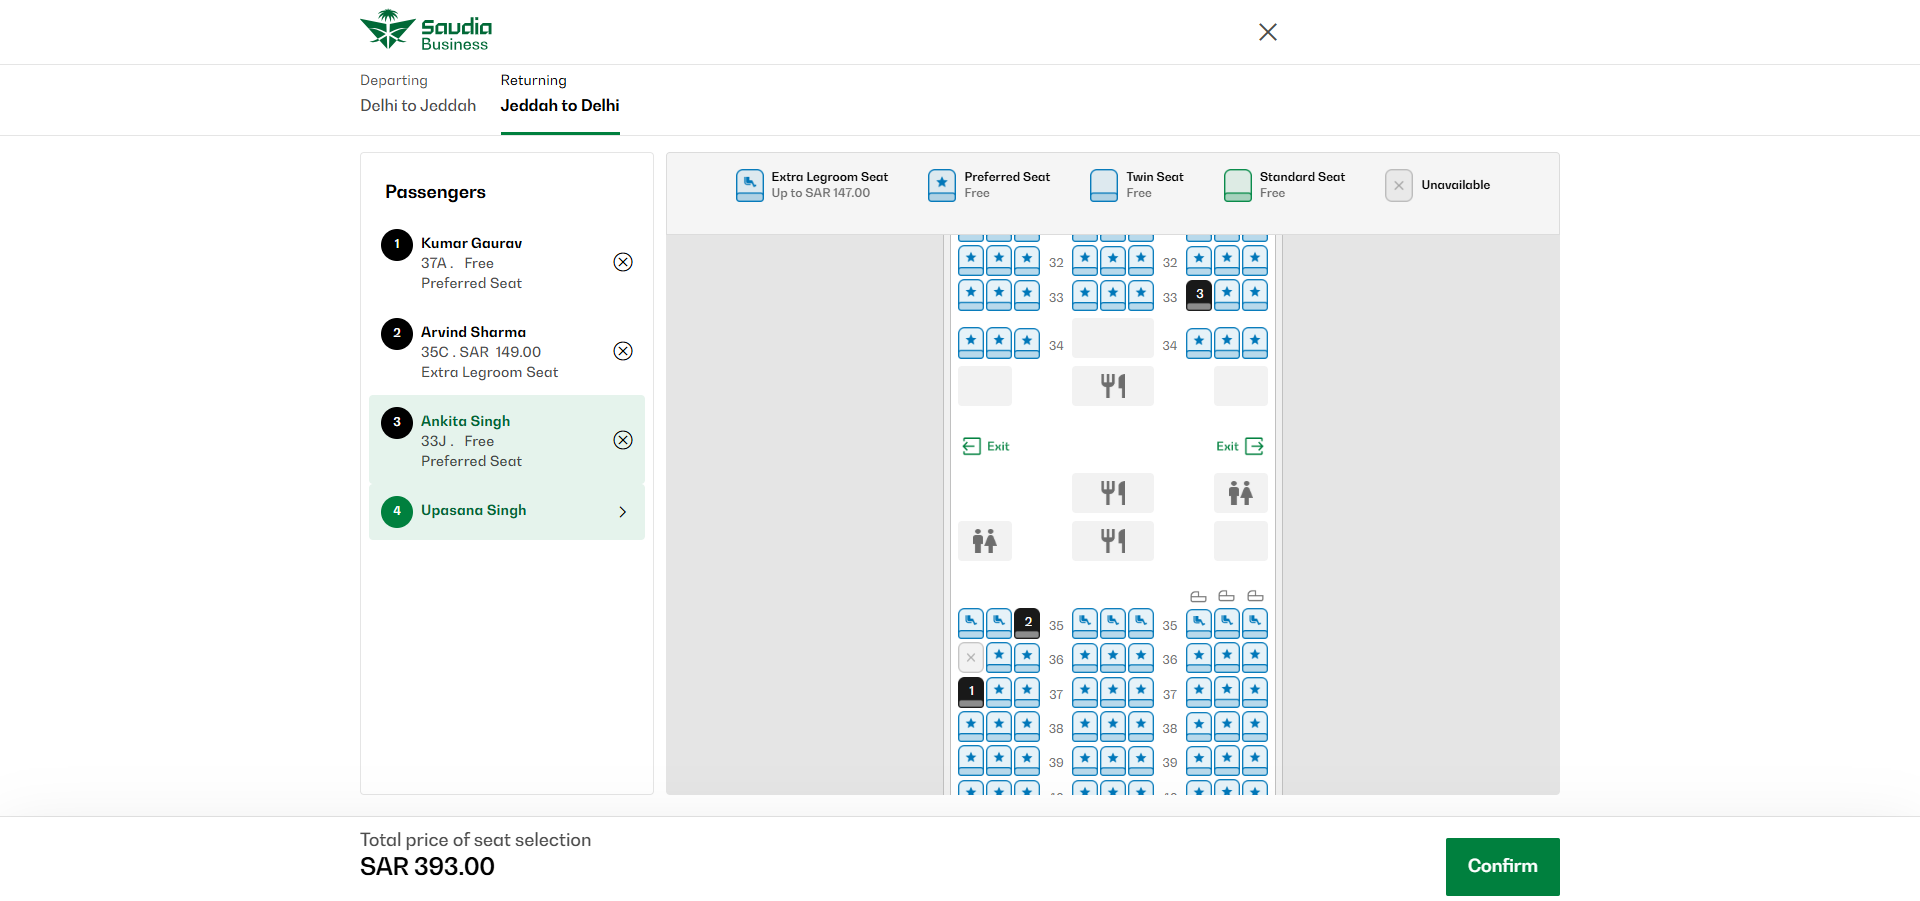 Saudia
Business
Departing
Delhi to Jeddah
Returning
Jeddah to Delhi
Passengers
1
Kumar Gaurav
37A . Free
Preferred Seat
2
Arvind Sharma
35C . SAR 149.00
Extra Legroom Seat
3
Ankita Singh
33J . Free
Preferred Seat
4
Upasana Singh
Extra Legroom Seat
Up to SAR 147.00
Preferred Seat
Free
Twin Seat
Free
Standard Seat
Free
Unavailable
32 32
33 33 3
34 34
Exit Exit
2 35 35
36 36
1 37 37
38 38
39 39
Total price of seat selection
SAR 393.00
Confirm